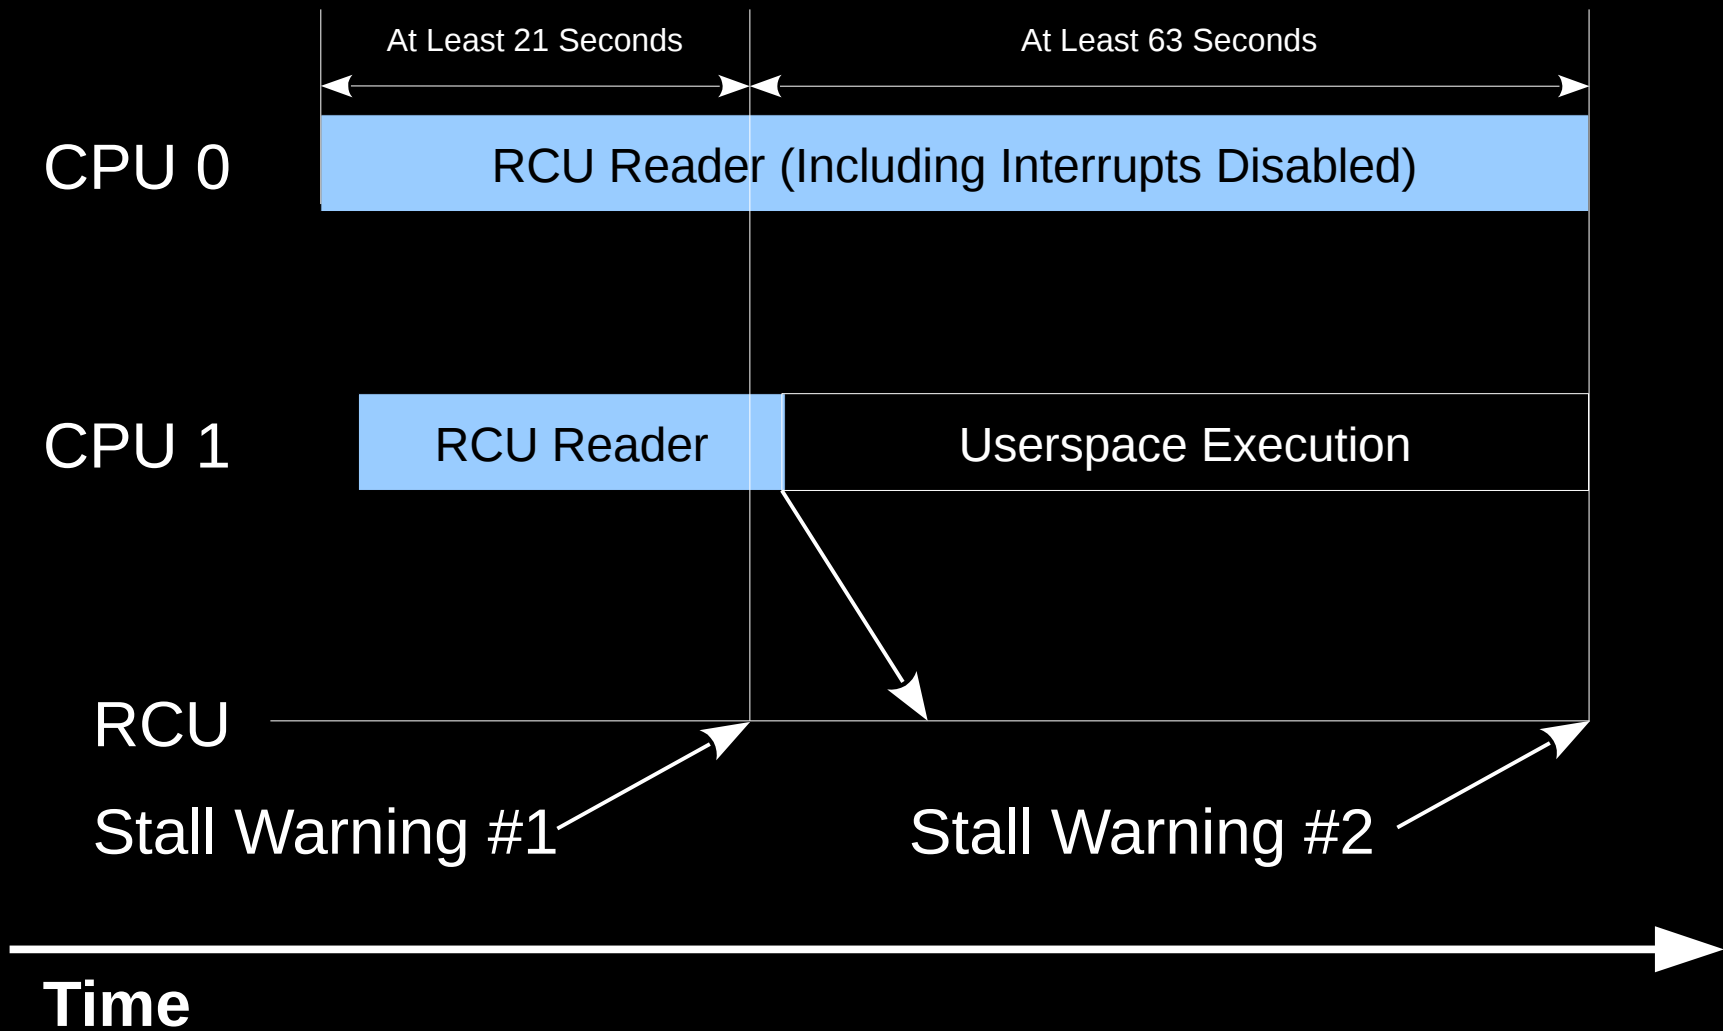 At Least 21 Seconds
At Least 63 Seconds
CPU 0
RCU Reader (Including Interrupts Disabled)
CPU 1
RCU Reader
Userspace Execution
RCU
Stall Warning #1
Stall Warning #2
Time